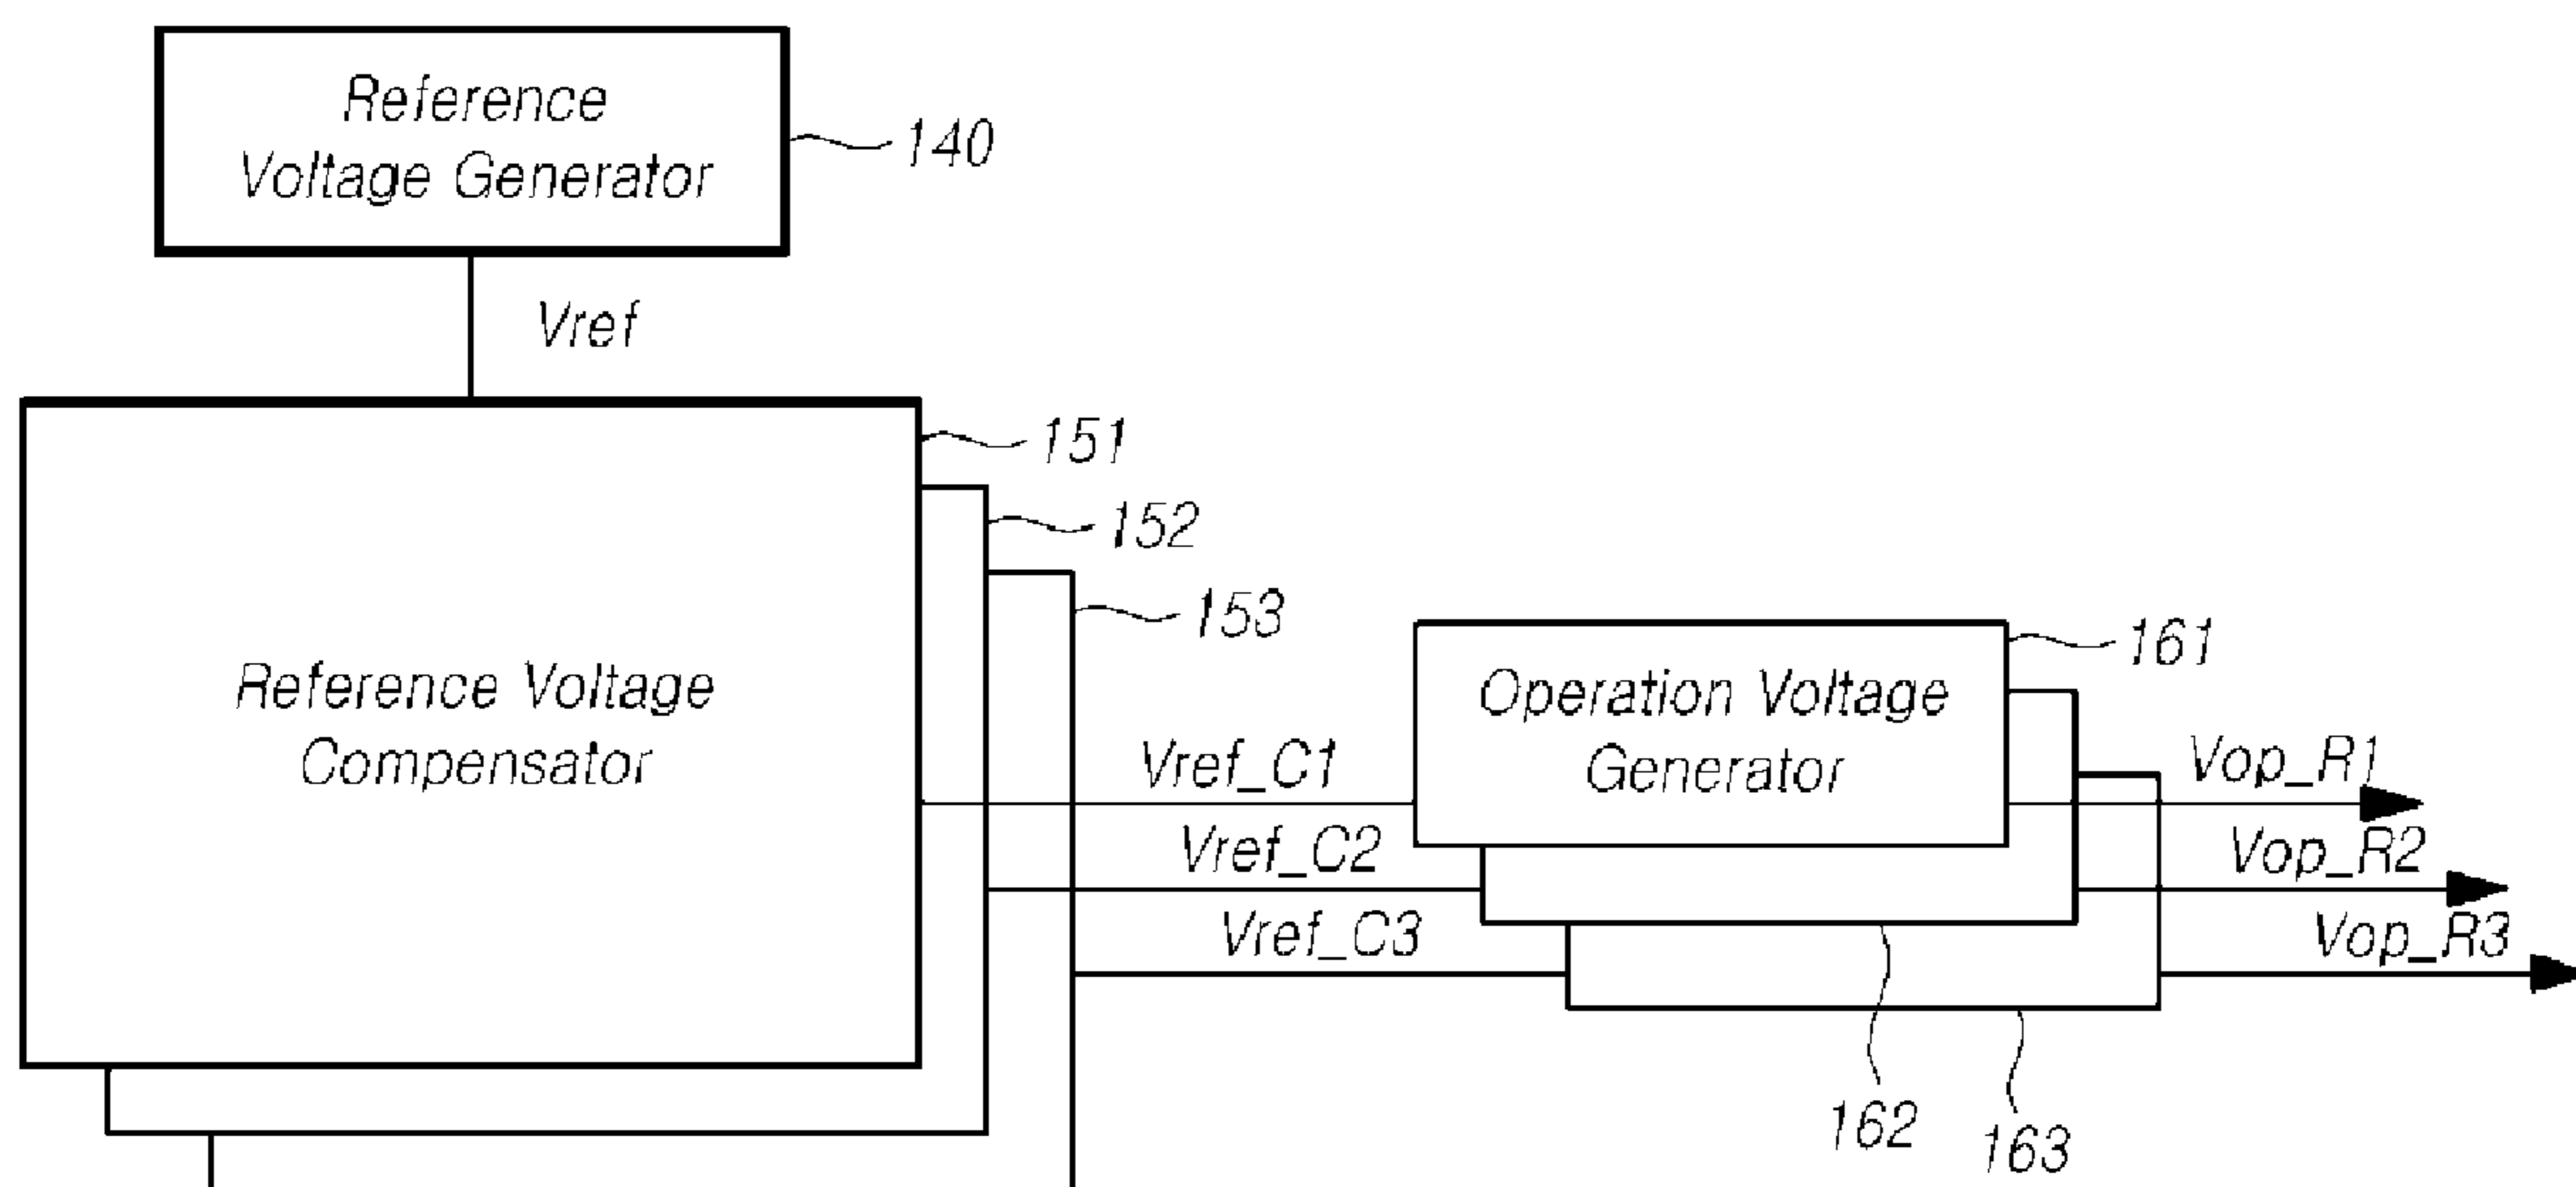 Reference
Voltage Generator
140
Vref
151
152
153
Reference Voltage
Compensator
161
Operation Voltage
Generator
Vref_C1
Vop_R1
Vref_C2
Vop_R2
Vref_C3
Vop_R3
162
163